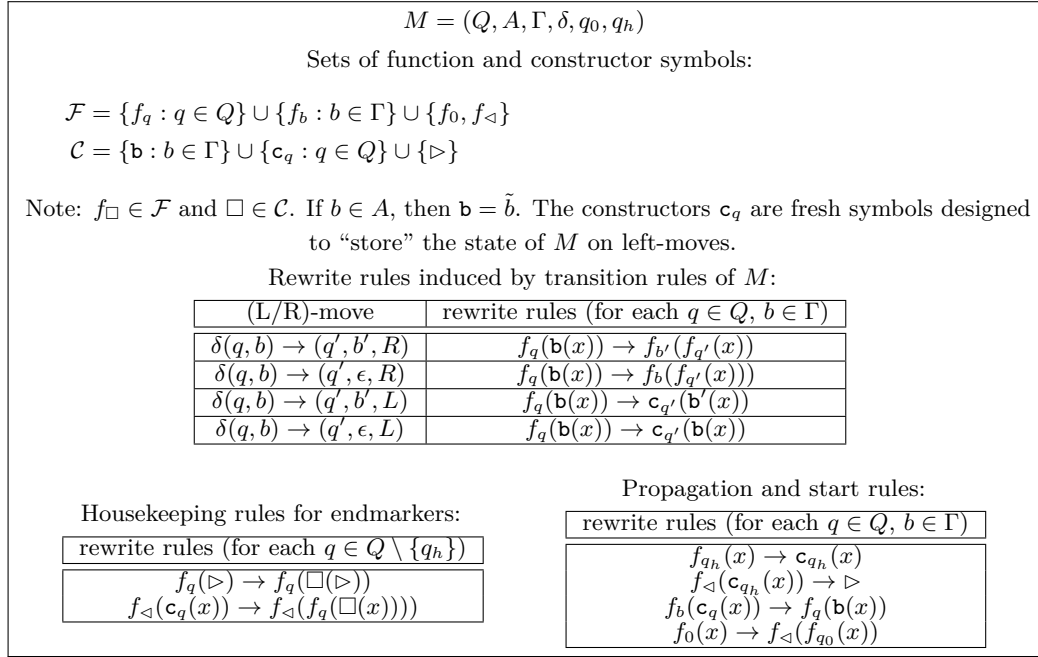 M = (Q, A, Γ, δ, q₀, qₕ)
Sets of function and constructor symbols:
𝓕 = {f_q : q ∈ Q} ∪ {f_b : b ∈ Γ} ∪ {f_0, f_◁}
𝓒 = {b : b ∈ Γ} ∪ {c_q : q ∈ Q} ∪ {▷}
Note: f_□ ∈ 𝓕 and □ ∈ 𝓒. If b ∈ A, then b = b̃. The constructors c_q are fresh symbols designed
to “store” the state of M on left-moves.
Rewrite rules induced by transition rules of M:
(L/R)-move rewrite rules (for each q ∈ Q, b ∈ Γ)
δ(q, b) → (q′, b′, R) f_q(b(x)) → f_{b′}(f_{q′}(x))
δ(q, b) → (q′, ϵ, R) f_q(b(x)) → f_b(f_{q′}(x)))
δ(q, b) → (q′, b′, L) f_q(b(x)) → c_{q′}(b′(x))
δ(q, b) → (q′, ϵ, L) f_q(b(x)) → c_{q′}(b(x))
Housekeeping rules for endmarkers:
rewrite rules (for each q ∈ Q \ {q_h})
f_q(▷) → f_q(□(▷))
f_◁(c_q(x)) → f_◁(f_q(□(x))))
Propagation and start rules:
rewrite rules (for each q ∈ Q, b ∈ Γ)
f_{q_h}(x) → c_{q_h}(x)
f_◁(c_{q_h}(x)) → ▷
f_b(c_q(x)) → f_q(b(x))
f_0(x) → f_◁(f_{q_0}(x))